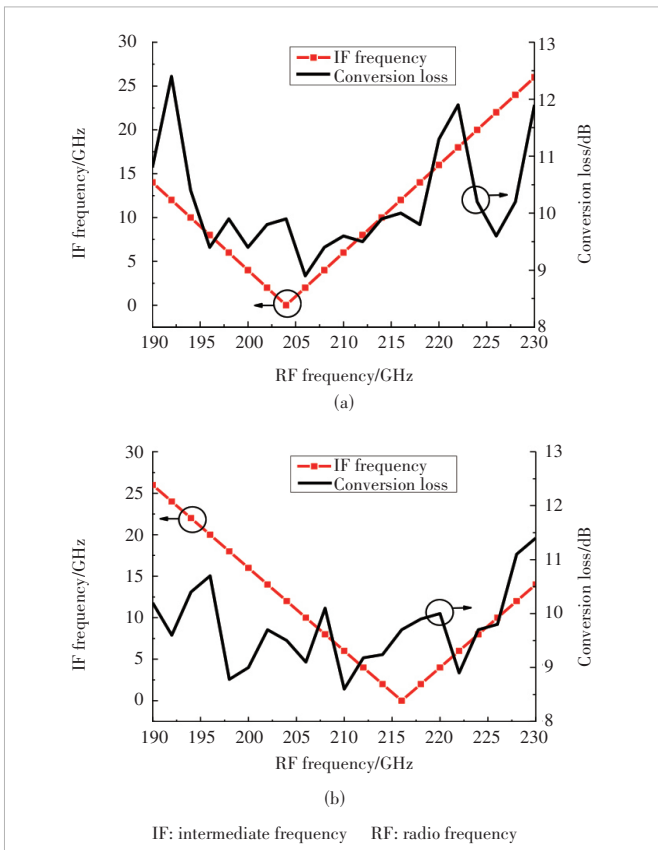 30
25
20
15
10
5
0
IF frequency/GHz
IF frequency
Conversion loss
13
12
11
10
9
8
Conversion loss/dB
190 195 200 205 210 215 220 225 230
RF frequency/GHz
(a)
30
25
20
15
10
5
0
IF frequency/GHz
IF frequency
Conversion loss
13
12
11
10
9
8
Conversion loss/dB
190 195 200 205 210 215 220 225 230
RF frequency/GHz
(b)
IF: intermediate frequency RF: radio frequency